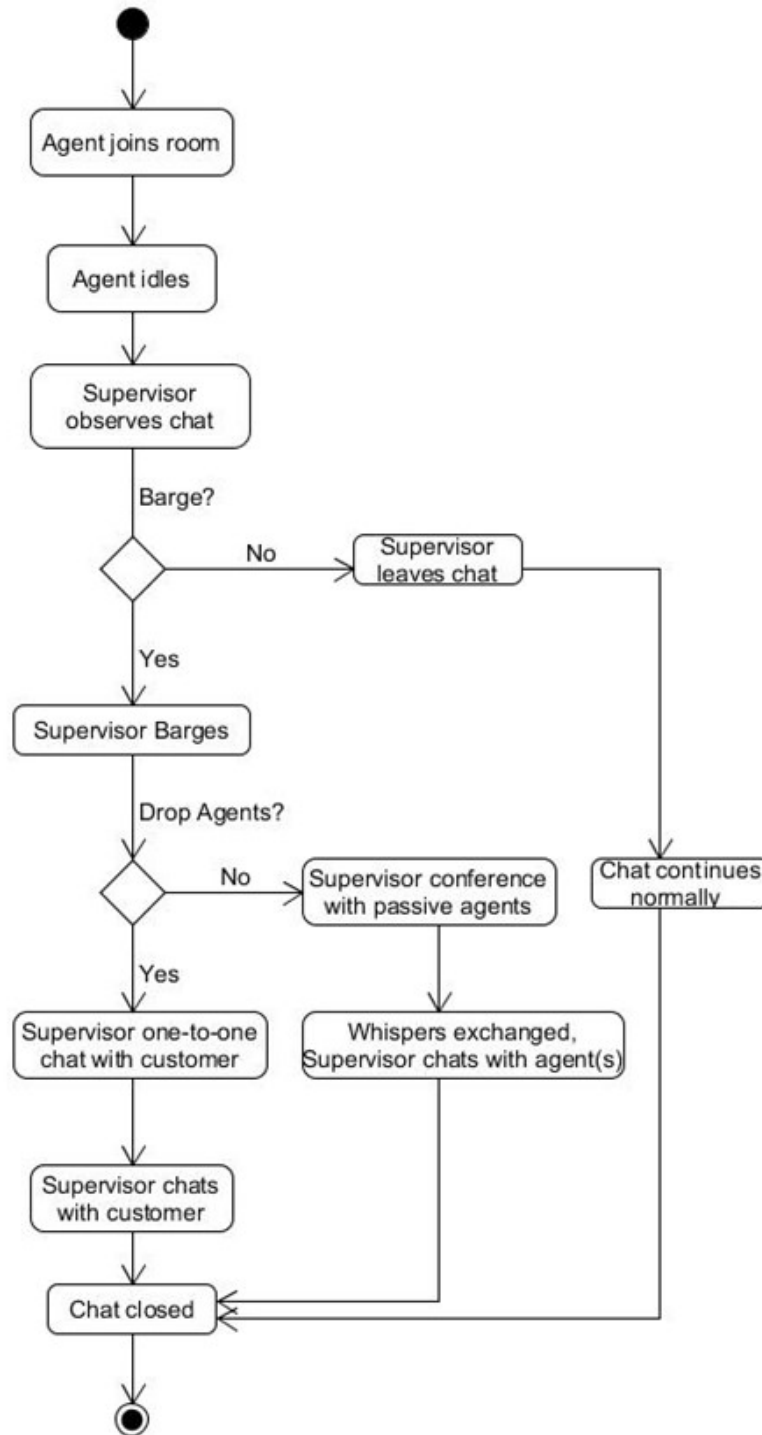 Agent joins room
Agent idles
Supervisor
observes chat
Barge?
No
Supervisor
leaves chat
Yes
Supervisor Barges
Drop Agents?
No
Supervisor conference
with passive agents
Chat continues
normally
Yes
Supervisor one-to-one
chat with customer
Whispers exchanged,
Supervisor chats with agent(s)
Supervisor chats
with customer
Chat closed